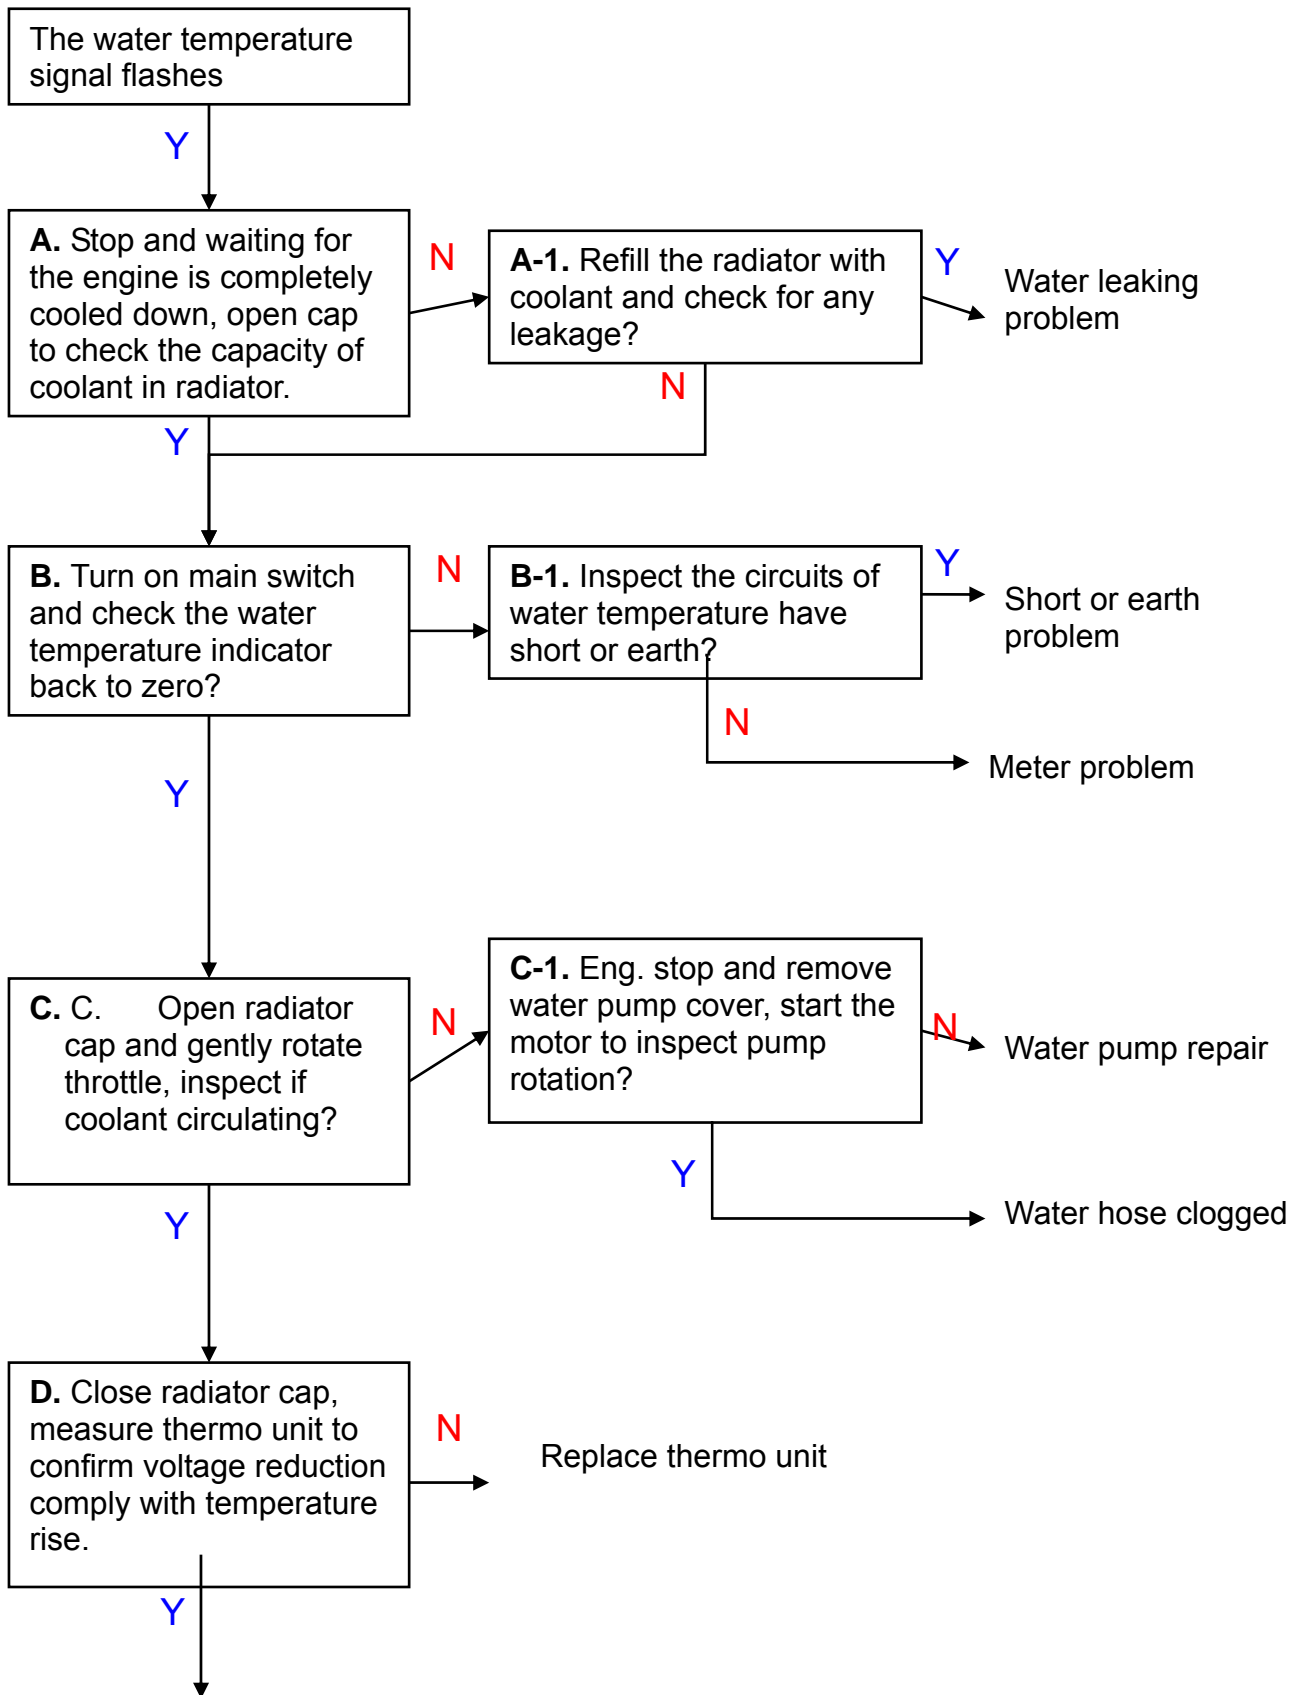 The water temperature
signal flashes
Y
A. Stop and waiting for
the engine is completely
cooled down, open cap
to check the capacity of
coolant in radiator.
N
A-1. Refill the radiator with
coolant and check for any
leakage?
Y
Water leaking
problem
N
Y
B. Turn on main switch
and check the water
temperature indicator
back to zero?
N
B-1. Inspect the circuits of
water temperature have
short or earth?
Y
Short or earth
problem
N
Meter problem
Y
C. C. Open radiator
cap and gently rotate
throttle, inspect if
coolant circulating?
N
C-1. Eng. stop and remove
water pump cover, start the
motor to inspect pump
rotation?
N
Water pump repair
Y
Water hose clogged
Y
D. Close radiator cap,
measure thermo unit to
confirm voltage reduction
comply with temperature
rise.
N
Replace thermo unit
Y